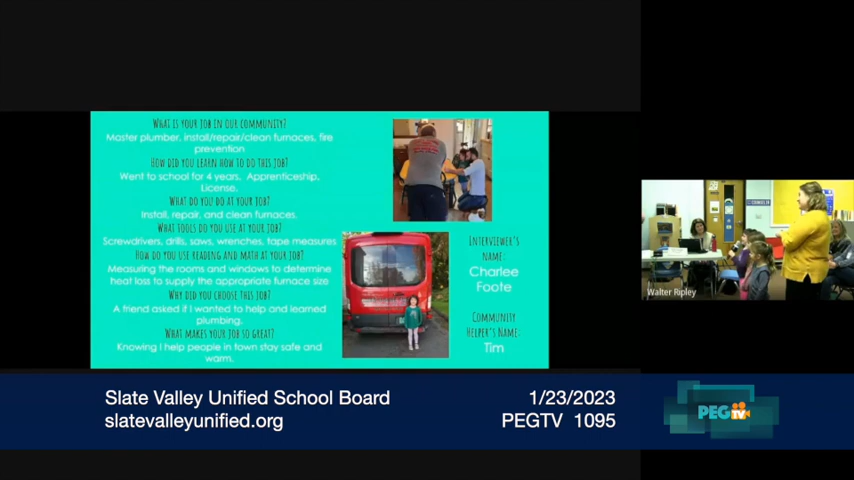 WHAT IS YOUR JOB IN OUR COMMUNITY?
Master plumber, install/repair/clean furnaces, fire
prevention
HOW DID YOU LEARN HOW TO DO THIS JOB?
Went to school for 4 years. Apprenticeship.
License.
WHAT DO YOU DO AT YOUR JOB?
Install, repair, and clean furnaces.
WHAT TOOLS DO YOU USE AT YOUR JOB?
Screwdrivers, drills, saws, wrenches, tape measures
HOW DO YOU USE READING AND MATH AT YOUR JOB?
Measuring the rooms and windows to determine
heat loss to supply the appropriate furnace size
WHY DID YOU CHOOSE THIS JOB?
A friend asked if I wanted to help and learned
plumbing.
WHAT MAKES YOUR JOB SO GREAT?
Knowing I help people in town stay safe and
warm.
INTERVIEWER'S
NAME:
Charlee
Foote
COMMUNITY
HELPER'S NAME:
Tim
Walter Ripley
Slate Valley Unified School Board
slatevalleyunified.org
1/23/2023
PEGTV 1095
PEGTV